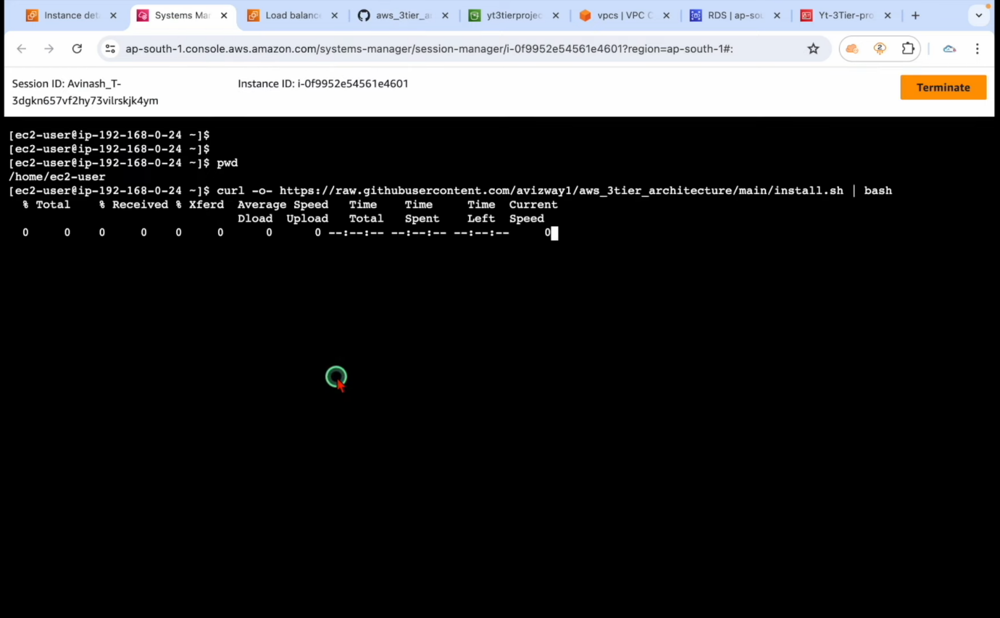 Instance det
Systems Mar
Load balance
aws_3tier_a
yt3tierprojec
vpcs | VPC C
RDS | ap-sou
Yt-3Tier-pro
ap-south-1.console.aws.amazon.com/systems-manager/session-manager/i-0f9952e54561e4601?region=ap-south-1#:
2
Session ID: Avinash_T-
3dgkn657vf2hy73vilrskjk4ym
Instance ID: i-0f9952e54561e4601
Terminate
[ec2-user@ip-192-168-0-24 ~]$
[ec2-user@ip-192-168-0-24 ~]$
[ec2-user@ip-192-168-0-24 ~]$ pwd
/home/ec2-user
[ec2-user@ip-192-168-0-24 ~]$ curl -o- https://raw.githubusercontent.com/avizway1/aws_3tier_architecture/main/install.sh | bash
% Total % Received % Xferd Average Speed Time Time Time Current
Dload Upload Total Spent Left Speed
0 0 0 0 0 0 0 0 --:--:-- --:--:-- --:--:-- 0